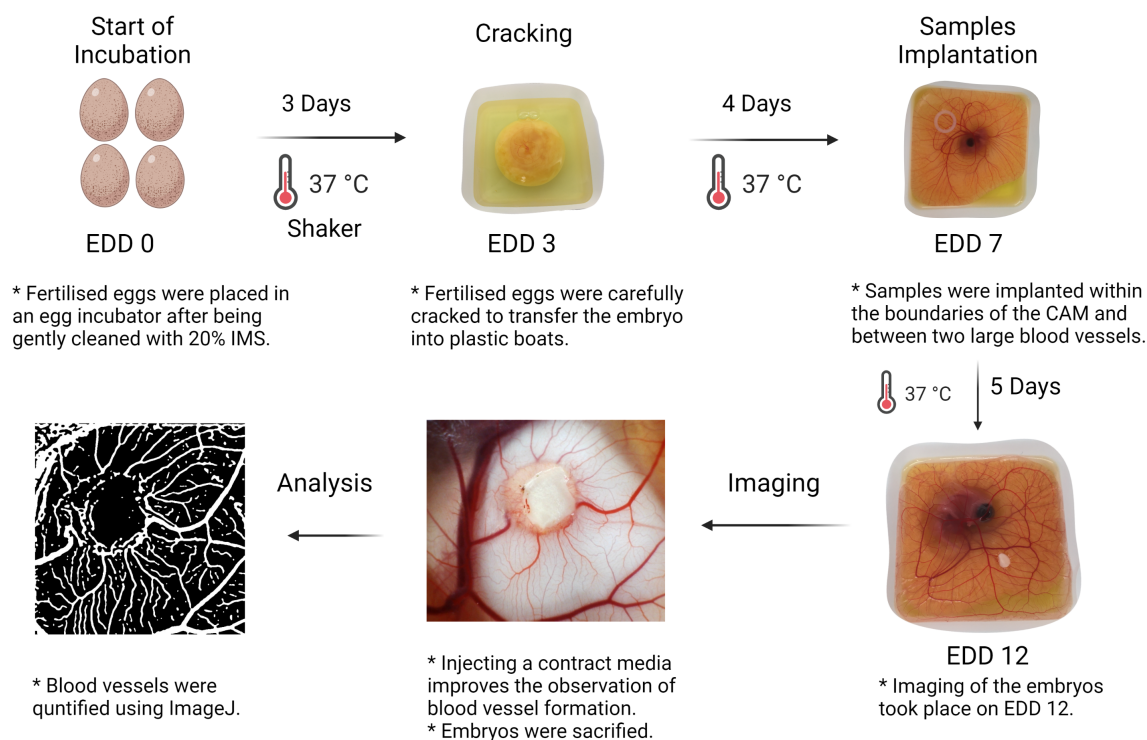 Start of
Incubation
3 Days
37 °C
Shaker
EDD 0
* Fertilised eggs were placed in
an egg incubator after being
gently cleaned with 20% IMS.
Cracking
EDD 3
* Fertilised eggs were carefully
cracked to transfer the embryo
into plastic boats.
4 Days
37 °C
Samples
Implantation
EDD 7
* Samples were implanted within
the boundaries of the CAM and
between two large blood vessels.
37 °C
5 Days
EDD 12
* Imaging of the embryos
took place on EDD 12.
Imaging
* Injecting a contract media
improves the observation of
blood vessel formation.
* Embryos were sacrified.
Analysis
* Blood vessels were
quntified using ImageJ.